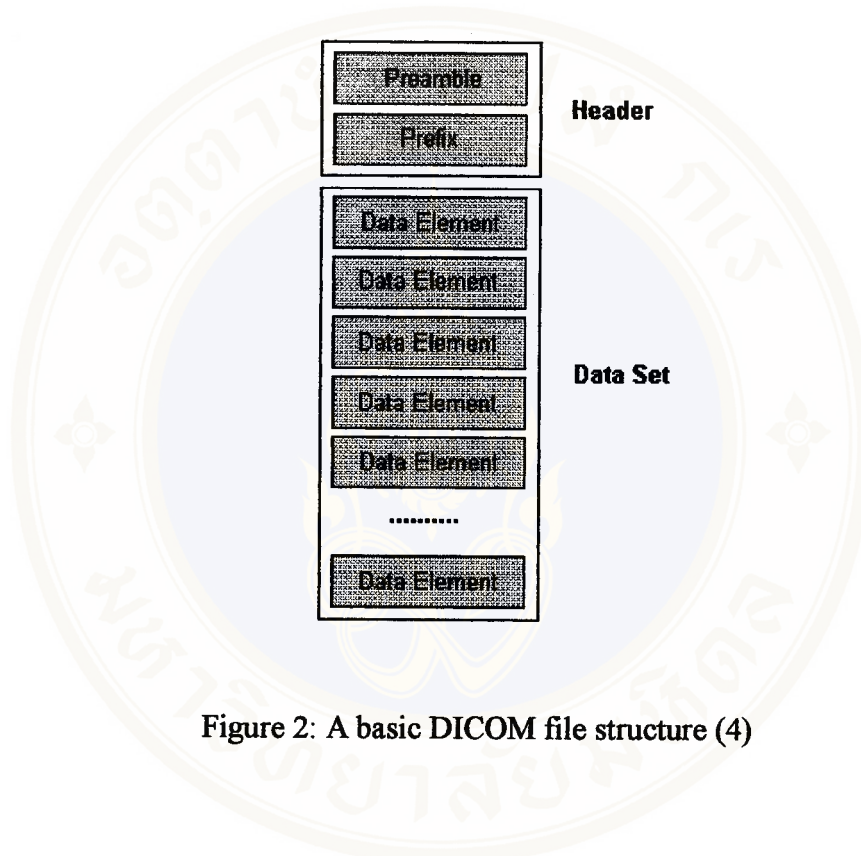 Preamble
Header
Prefix
Data Element
Data Element
Data Element
Data Set
Data Element
Data Element
..........
Data Element
Figure 2: A basic DICOM file structure (4)